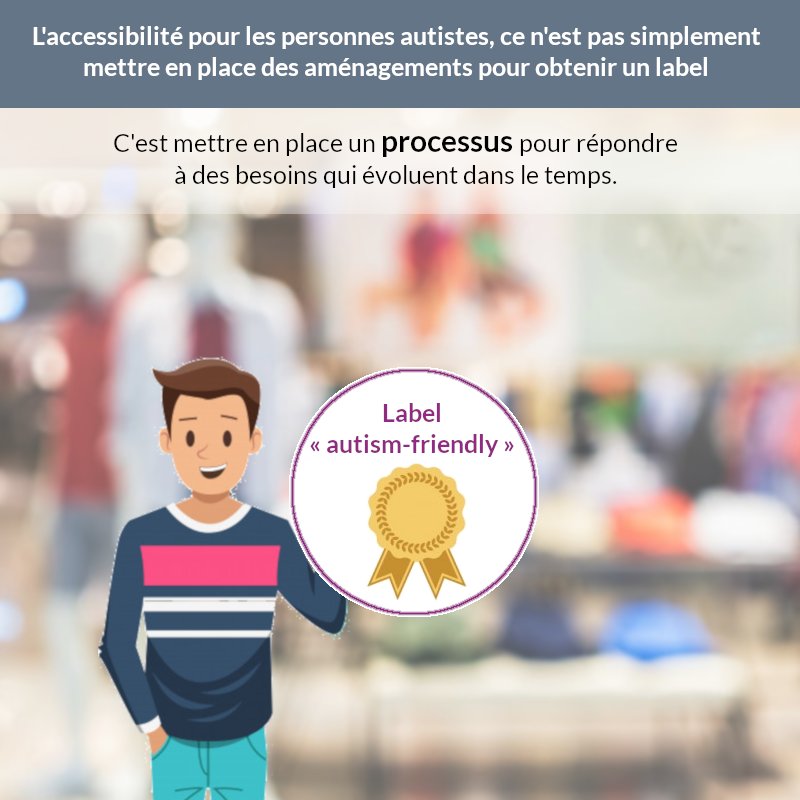 L'accessibilité pour les personnes autistes, ce n'est pas simplement
mettre en place des aménagements pour obtenir un label
C'est mettre en place un processus pour répondre
à des besoins qui évoluent dans le temps.
Label
« autism-friendly »